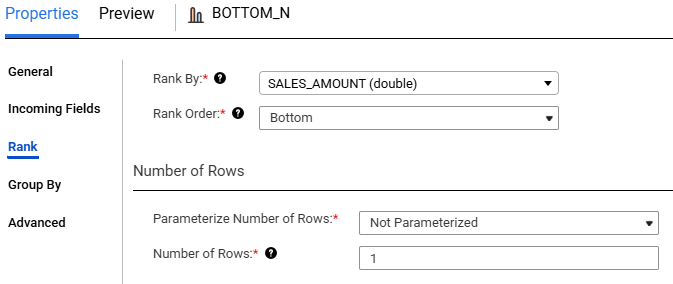 Properties Preview BOTTOM_N
General
Incoming Fields
Rank
Group By
Advanced
Rank By:* ? SALES_AMOUNT (double)
Rank Order:* ? Bottom
Number of Rows
Parameterize Number of Rows:* Not Parameterized
Number of Rows:* ? 1